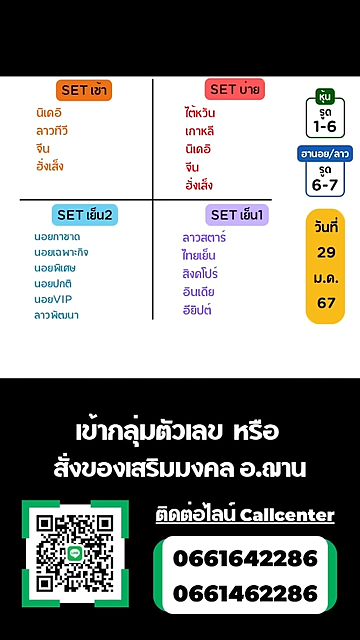 SET เช้า
นิเคอิ
ลาวทีวี
จีน
ฮั่งเส็ง
SET บ่าย
ไต้หวัน
เกาหลี
นิเคอิ
จีน
ฮั่งเส็ง
หุ้น
รูด
1-6
ฮานอย/ลาว
รูด
6-7
SET เย็น2
นอยกาชาด
นอยเฉพาะกิจ
นอยพิเศษ
นอยปกติ
นอยVIP
ลาวพัฒนา
SET เย็น1
ลาวสตาร์
ไทยเย็น
สิงคโปร์
อินเดีย
อียิปต์
วันที่
29
ม.ค.
67
เข้ากลุ่มตัวเลข หรือ
สั่งของเสริมมงคล อ.ฌาน
ติดต่อไลน์ Callcenter
0661642286
0661462286